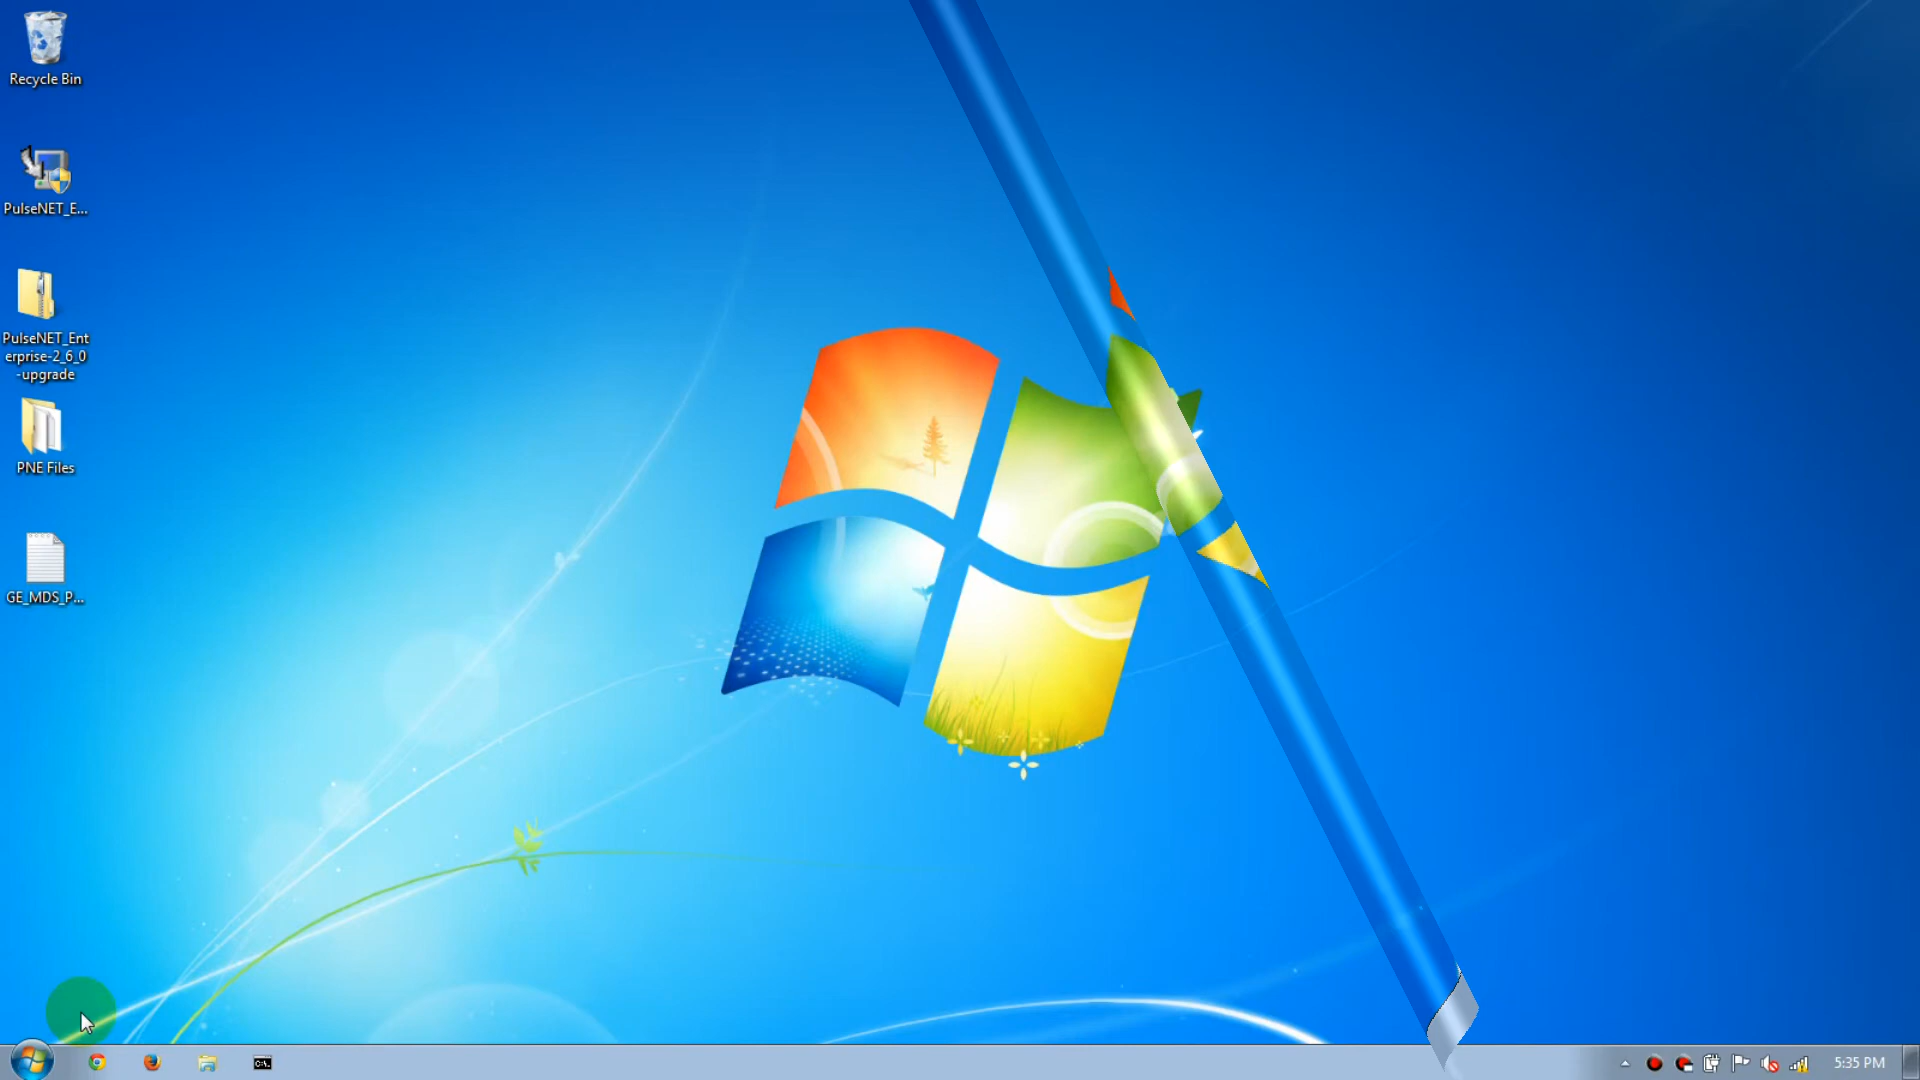 Recycle Bin
PulseNET_E...
PulseNET_Ent
erprise-2_6_0
-upgrade
PNE Files
GE_MDS_P...
C:\.
5:35 PM